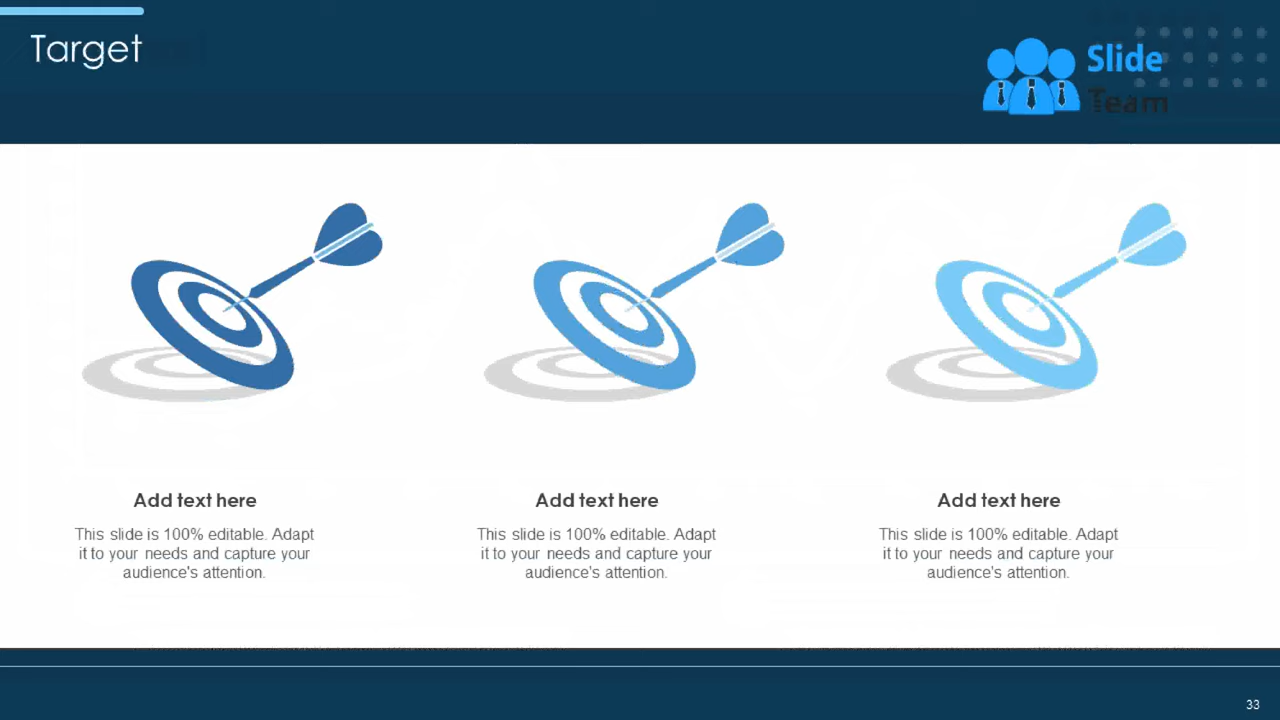 Target
Slide
Team
Add text here
This slide is 100% editable. Adapt
it to your needs and capture your
audience's attention.
Add text here
This slide is 100% editable. Adapt
it to your needs and capture your
audience's attention.
Add text here
This slide is 100% editable. Adapt
it to your needs and capture your
audience's attention.
33